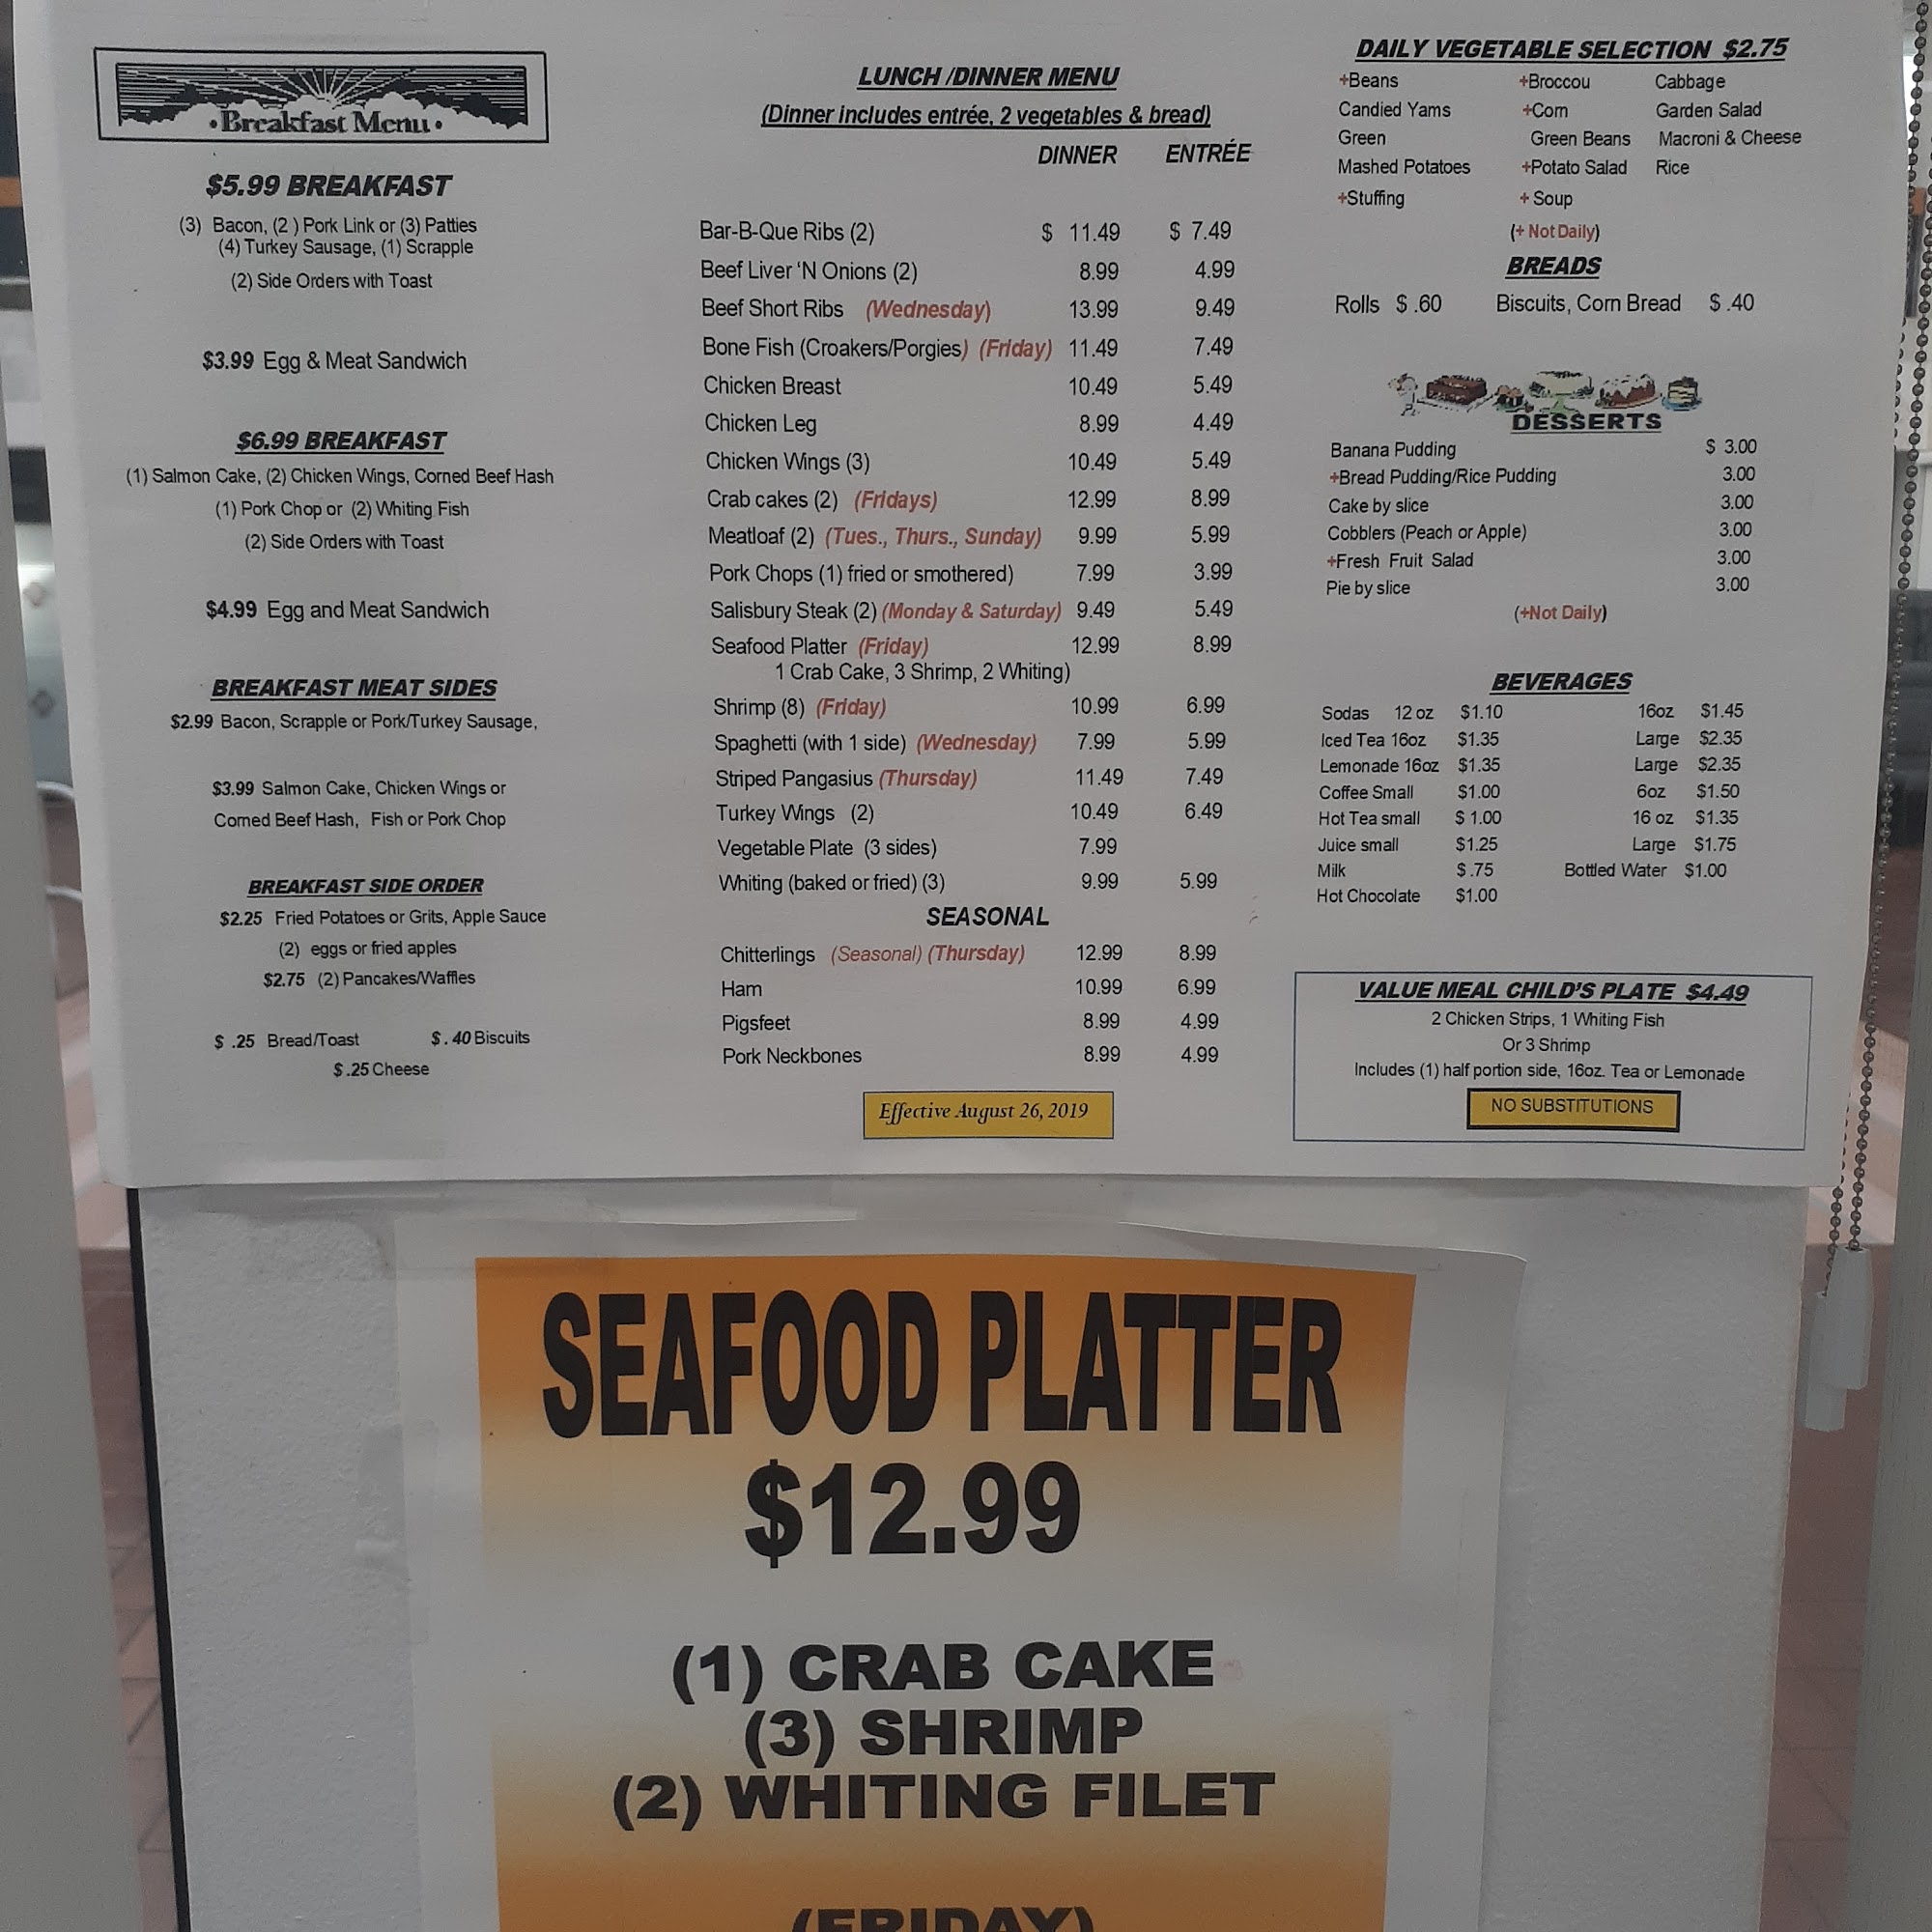 Breakfast Menu
$5.99 BREAKFAST
(3) Bacon, (2 ) Pork Link or (3) Patties
(4) Turkey Sausage, (1) Scrapple
(2) Side Orders with Toast
$3.99 Egg & Meat Sandwich
$6.99 BREAKFAST
(1) Salmon Cake, (2) Chicken Wings, Corned Beef Hash
(1) Pork Chop or (2) Whiting Fish
(2) Side Orders with Toast
$4.99 Egg and Meat Sandwich
BREAKFAST MEAT SIDES
$2.99 Bacon, Scrapple or Pork/Turkey Sausage,
$3.99 Salmon Cake, Chicken Wings or
Corned Beef Hash, Fish or Pork Chop
BREAKFAST SIDE ORDER
$2.25 Fried Potatoes or Grits, Apple Sauce
(2) eggs or fried apples
$2.75 (2) Pancakes/Waffles
$ .25 Bread/Toast $ . 40 Biscuits
$ .25 Cheese
LUNCH /DINNER MENU
(Dinner includes entrée, 2 vegetables & bread)
DINNER ENTRÉE
Bar-B-Que Ribs (2) $ 11.49 $ 7.49
Beef Liver ‘N Onions (2) 8.99 4.99
Beef Short Ribs (Wednesday) 13.99 9.49
Bone Fish (Croakers/Porgies) (Friday) 11.49 7.49
Chicken Breast 10.49 5.49
Chicken Leg 8.99 4.49
Chicken Wings (3) 10.49 5.49
Crab cakes (2) (Fridays) 12.99 8.99
Meatloaf (2) (Tues., Thurs., Sunday) 9.99 5.99
Pork Chops (1) fried or smothered) 7.99 3.99
Salisbury Steak (2) (Monday & Saturday) 9.49 5.49
Seafood Platter (Friday) 12.99 8.99
1 Crab Cake, 3 Shrimp, 2 Whiting)
Shrimp (8) (Friday) 10.99 6.99
Spaghetti (with 1 side) (Wednesday) 7.99 5.99
Striped Pangasius (Thursday) 11.49 7.49
Turkey Wings (2) 10.49 6.49
Vegetable Plate (3 sides) 7.99
Whiting (baked or fried) (3) 9.99 5.99
SEASONAL
Chitterlings (Seasonal) (Thursday) 12.99 8.99
Ham 10.99 6.99
Pigsfeet 8.99 4.99
Pork Neckbones 8.99 4.99
Effective August 26, 2019
DAILY VEGETABLE SELECTION $2.75
+Beans +Broccou Cabbage
Candied Yams +Corn Garden Salad
Green Green Beans Macroni & Cheese
Mashed Potatoes +Potato Salad Rice
+Stuffing + Soup
(+ Not Daily)
BREADS
Rolls $ .60 Biscuits, Corn Bread $ .40
DESSERTS
Banana Pudding $ 3.00
+Bread Pudding/Rice Pudding 3.00
Cake by slice 3.00
Cobblers (Peach or Apple) 3.00
+Fresh Fruit Salad 3.00
Pie by slice 3.00
(+Not Daily)
BEVERAGES
Sodas 12 oz $1.10 16oz $1.45
Iced Tea 16oz $1.35 Large $2.35
Lemonade 16oz $1.35 Large $2.35
Coffee Small $1.00 6oz $1.50
Hot Tea small $ 1.00 16 oz $1.35
Juice small $1.25 Large $1.75
Milk $ .75 Bottled Water $1.00
Hot Chocolate $1.00
VALUE MEAL CHILD'S PLATE $4.49
2 Chicken Strips, 1 Whiting Fish
Or 3 Shrimp
Includes (1) half portion side, 16oz. Tea or Lemonade
NO SUBSTITUTIONS
SEAFOOD PLATTER
$12.99
(1) CRAB CAKE
(3) SHRIMP
(2) WHITING FILET
(FRIDAY)